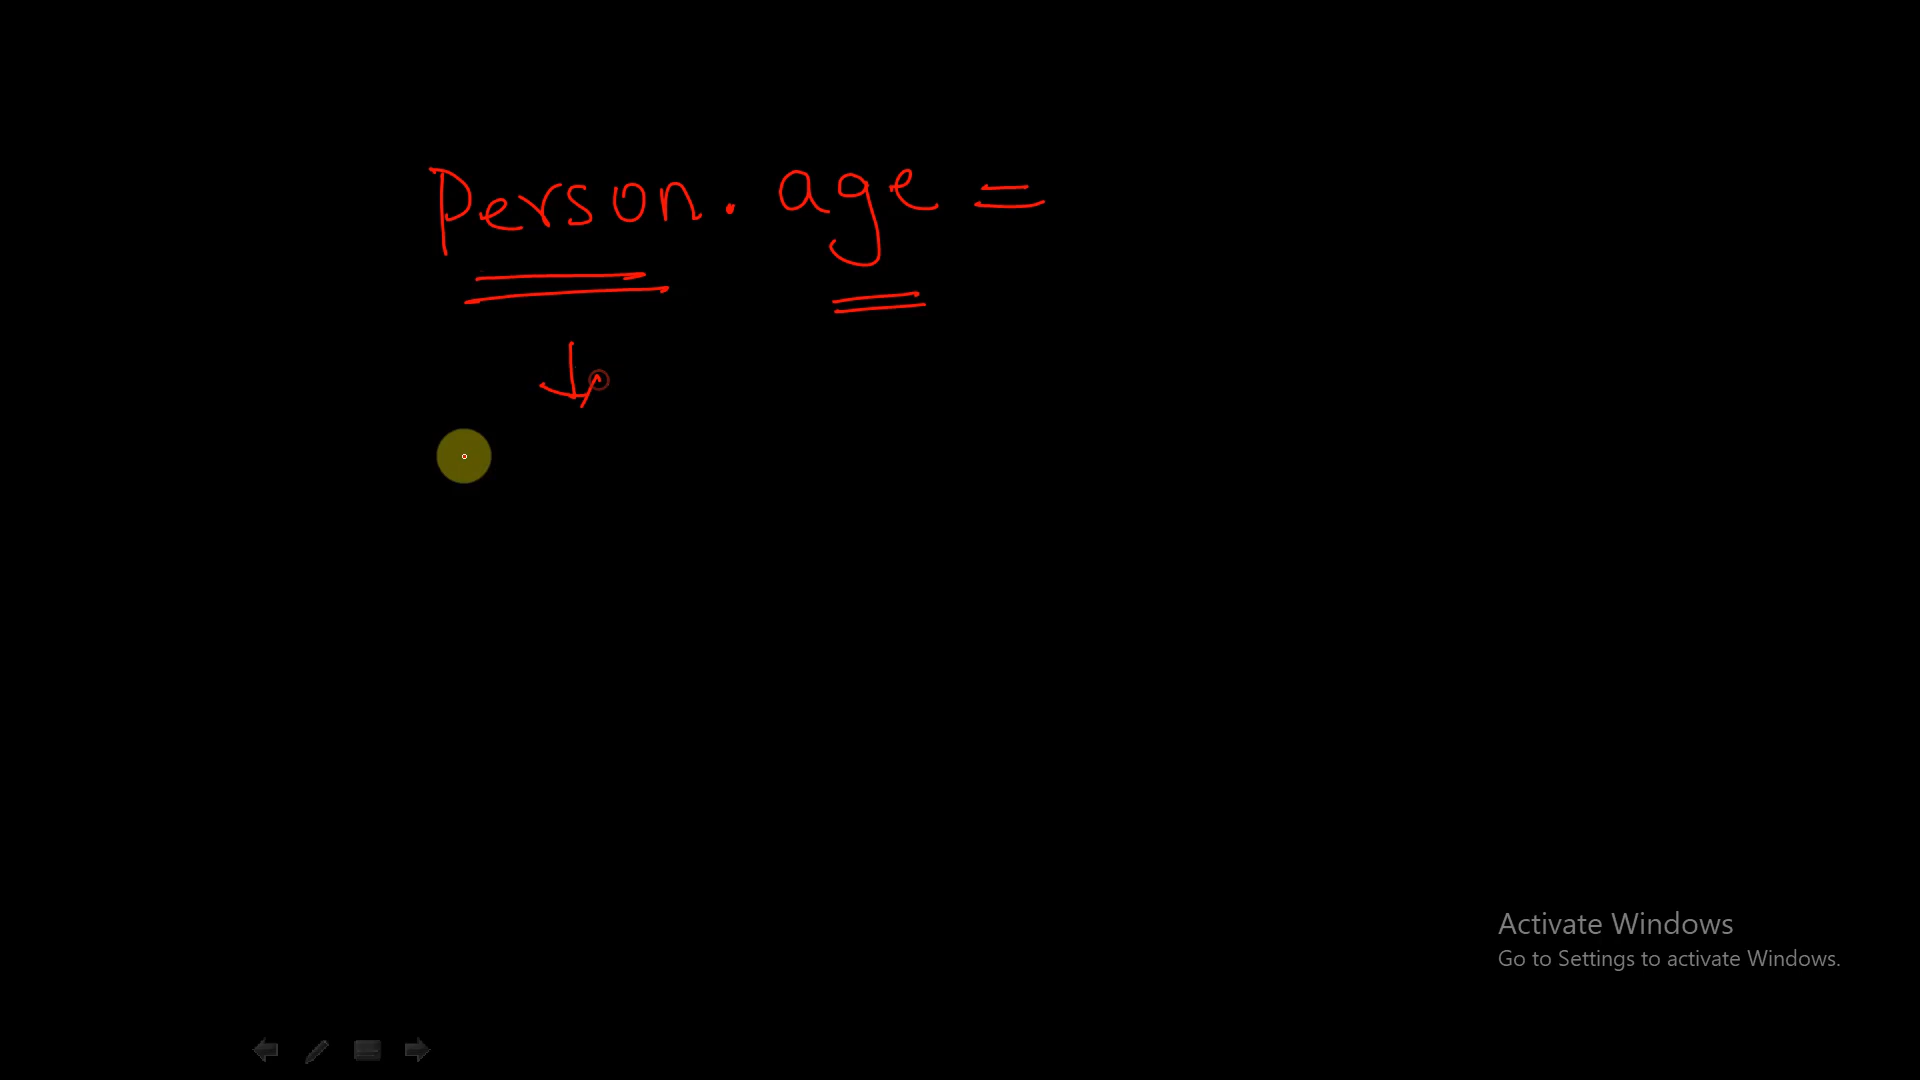 Person. age =
Activate Windows
Go to Settings to activate Windows.